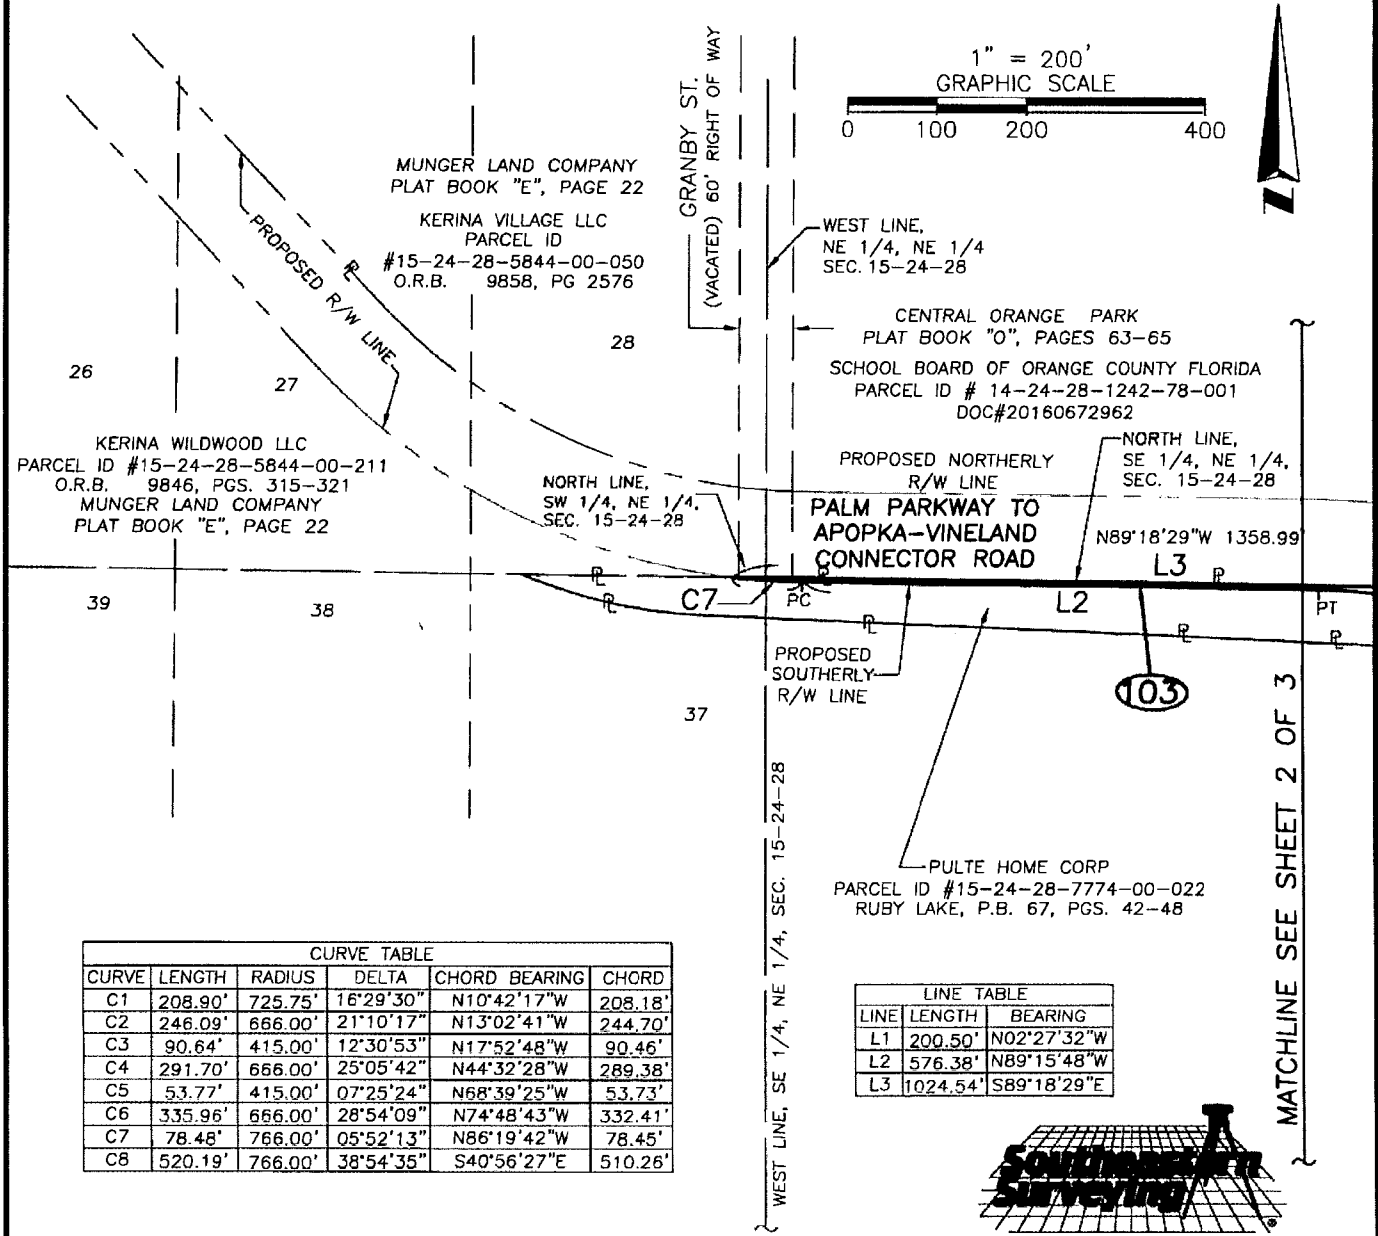 1" = 200'
GRAPHIC SCALE
0 100 200 400
GRANBY ST.
(VACATED) 60' RIGHT OF WAY
MUNGER LAND COMPANY
PLAT BOOK "E", PAGE 22
KERINA VILLAGE LLC
PARCEL ID
#15-24-28-5844-00-050
O.R.B. 9858, PG 2576
PROPOSED R/W LINE
WEST LINE,
NE 1/4, NE 1/4
SEC. 15-24-28
CENTRAL ORANGE PARK
PLAT BOOK "O", PAGES 63-65
SCHOOL BOARD OF ORANGE COUNTY FLORIDA
PARCEL ID # 14-24-28-1242-78-001
DOC#20160672962
26
27
28
KERINA WILDWOOD LLC
PARCEL ID #15-24-28-5844-00-211
O.R.B. 9846, PGS. 315-321
MUNGER LAND COMPANY
PLAT BOOK "E", PAGE 22
NORTH LINE,
SW 1/4, NE 1/4,
SEC. 15-24-28
PROPOSED NORTHERLY
R/W LINE
NORTH LINE,
SE 1/4, NE 1/4,
SEC. 15-24-28
PALM PARKWAY TO
APOPKA-VINELAND
CONNECTOR ROAD
N89°18'29"W 1358.99'
L3
C7
PC
L2
PT
39
38
37
PROPOSED
SOUTHERLY
R/W LINE
103
PULTE HOME CORP
PARCEL ID #15-24-28-7774-00-022
RUBY LAKE, P.B. 67, PGS. 42-48
WEST LINE, SE 1/4, NE 1/4, SEC. 15-24-28
MATCHLINE SEE SHEET 2 OF 3
CURVE TABLE
CURVE LENGTH RADIUS DELTA CHORD BEARING CHORD
C1 208.90' 725.75' 16°29'30" N10°42'17"W 208.18'
C2 246.09' 666.00' 21°10'17" N13°02'41"W 244.70'
C3 90.64' 415.00' 12°30'53" N17°52'48"W 90.46'
C4 291.70' 666.00' 25°05'42" N44°32'28"W 289.38'
C5 53.77' 415.00' 07°25'24" N68°39'25"W 53.73'
C6 335.96' 666.00' 28°54'09" N74°48'43"W 332.41'
C7 78.48' 766.00' 05°52'13" N86°19'42"W 78.45'
C8 520.19' 766.00' 38°54'35" S40°56'27"E 510.26'
LINE TABLE
LINE LENGTH BEARING
L1 200.50' N02°27'32"W
L2 576.38' N89°15'48"W
L3 1024.54' S89°18'29"E
Southeastern
Surveying